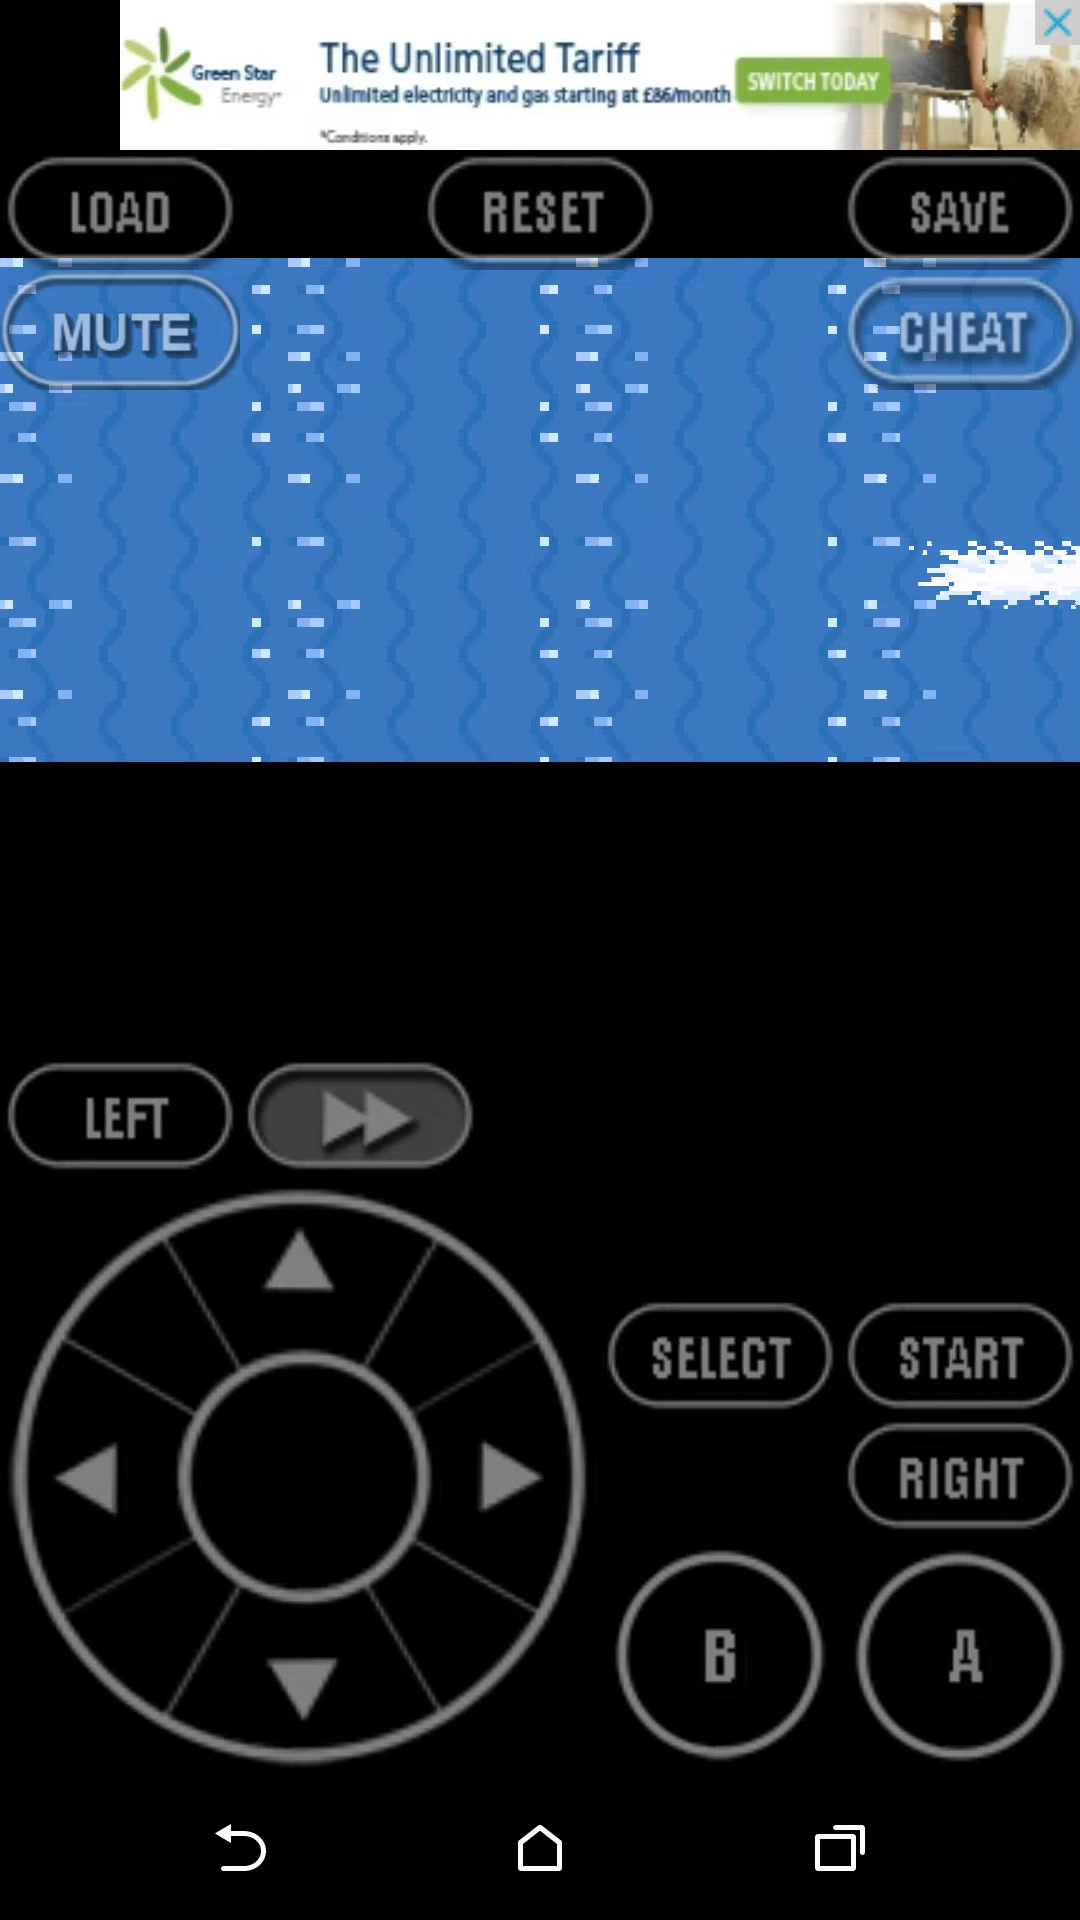 Green Star
Energy
The Unlimited Tariff
Unlimited electricity and gas starting at £86/month
*Conditions apply.
SWITCH TODAY
LOAD
RESET
SAVE
MUTE
CHEAT
LEFT
SELECT
START
RIGHT
B
A